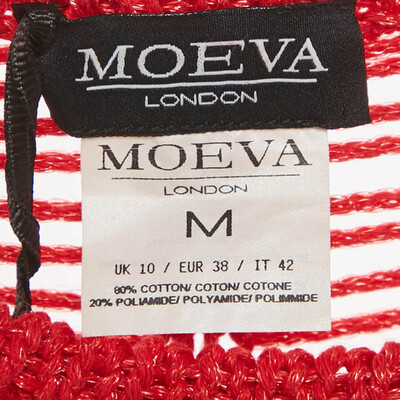 MOEVA
LONDON
MOEVA
LONDON
M
UK 10 / EUR 38 / IT 42
80% COTTON/ COTON/ COTONE
20% POLIAMIDE/ POLYAMIDE/ POLIMMIDE